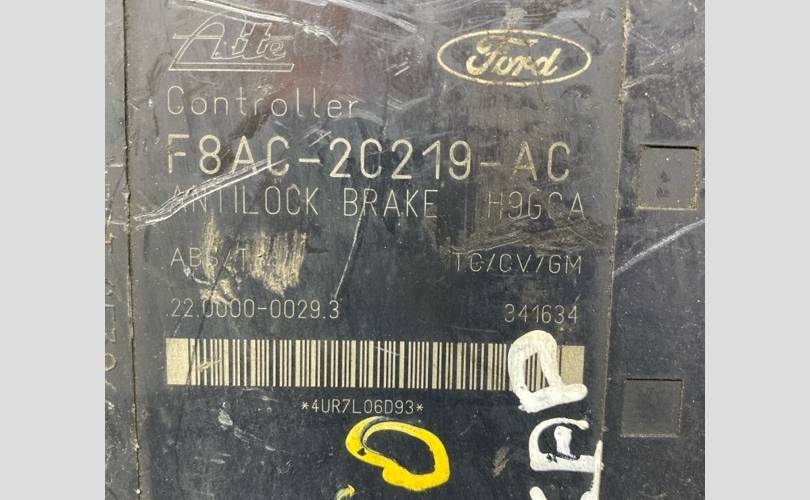 Ate
Ford
Controller
F8AC-2C219-AC
ANTILOCK BRAKE H9GCA
TC/CV/GM
22.0000-0029.3 341634
*4UR7L06D93*